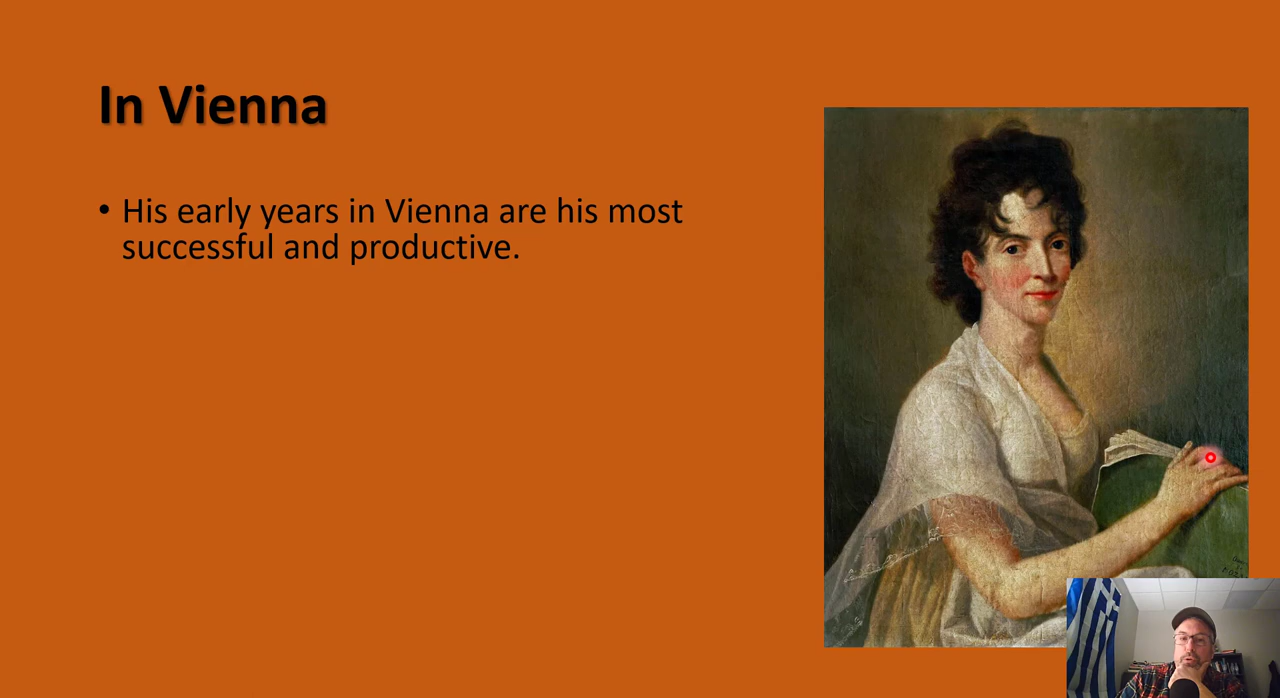 In Vienna
• His early years in Vienna are his most
successful and productive.